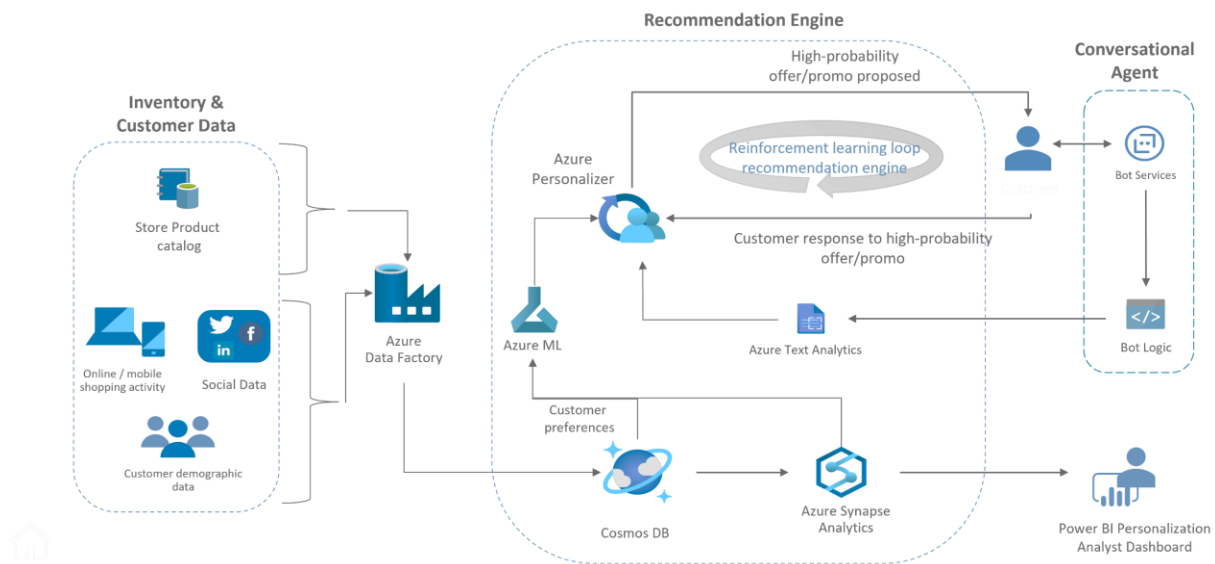 Recommendation Engine
High-probability
offer/promo proposed
Conversational
Agent
Inventory &
Customer Data
Reinforcement learning loop
recommendation engine
Azure
Personalizer
Customer
Bot Services
Store Product
catalog
Customer response to high-probability
offer/promo
f
in
</>
Azure
Data Factory
Azure ML
Azure Text Analytics
Bot Logic
Online / mobile
shopping activity
Social Data
Customer
preferences
Customer demographic
data
Cosmos DB
Azure Synapse
Analytics
Power BI Personalization
Analyst Dashboard